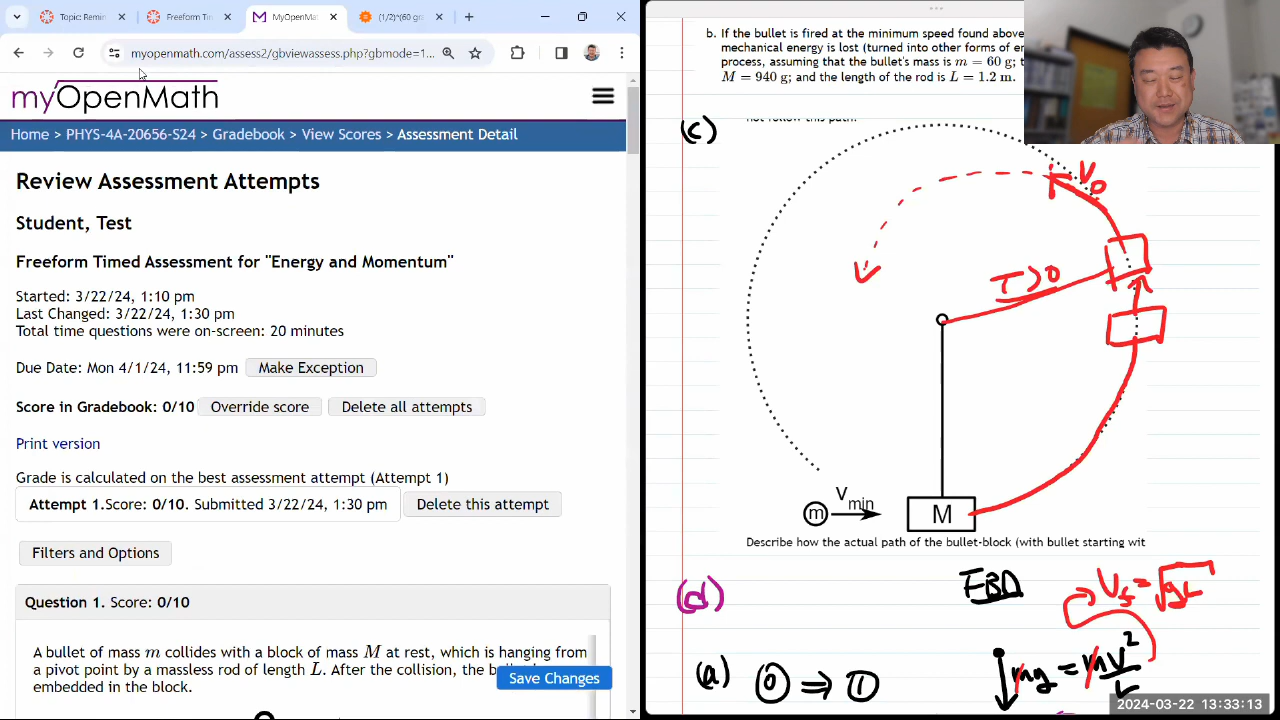 Topic Remin
Freeform Tim
MyOpenMath
(1/2)*(60 gra
myopenmath.com/assess2/gbviewassess.php?gbmode=1...
myOpenMath
Home > PHYS-4A-20656-S24 > Gradebook > View Scores > Assessment Detail
Review Assessment Attempts
Student, Test
Freeform Timed Assessment for "Energy and Momentum"
Started: 3/22/24, 1:10 pm
Last Changed: 3/22/24, 1:30 pm
Total time questions were on-screen: 20 minutes
Due Date: Mon 4/1/24, 11:59 pm Make Exception
Score in Gradebook: 0/10 Override score Delete all attempts
Print version
Grade is calculated on the best assessment attempt (Attempt 1)
Attempt 1.Score: 0/10. Submitted 3/22/24, 1:30 pm Delete this attempt
Filters and Options
Question 1. Score: 0/10
A bullet of mass m collides with a block of mass M at rest, which is hanging from
a pivot point by a massless rod of length L. After the collision, the
embedded in the block.
Save Changes
b. If the bullet is fired at the minimum speed found above
mechanical energy is lost (turned into other forms of en
process, assuming that the bullet's mass is m = 60 g; t
M = 940 g; and the length of the rod is L = 1.2 m.
not follow this path.
(c)
V0
T>0
Vmin
m
M
Describe how the actual path of the bullet-block (with bullet starting wit
(d)
FBD
Vf=√gL
(a) ⓪ ⇒ ①
mg = mv²/L
2024-03-22 13:33:13